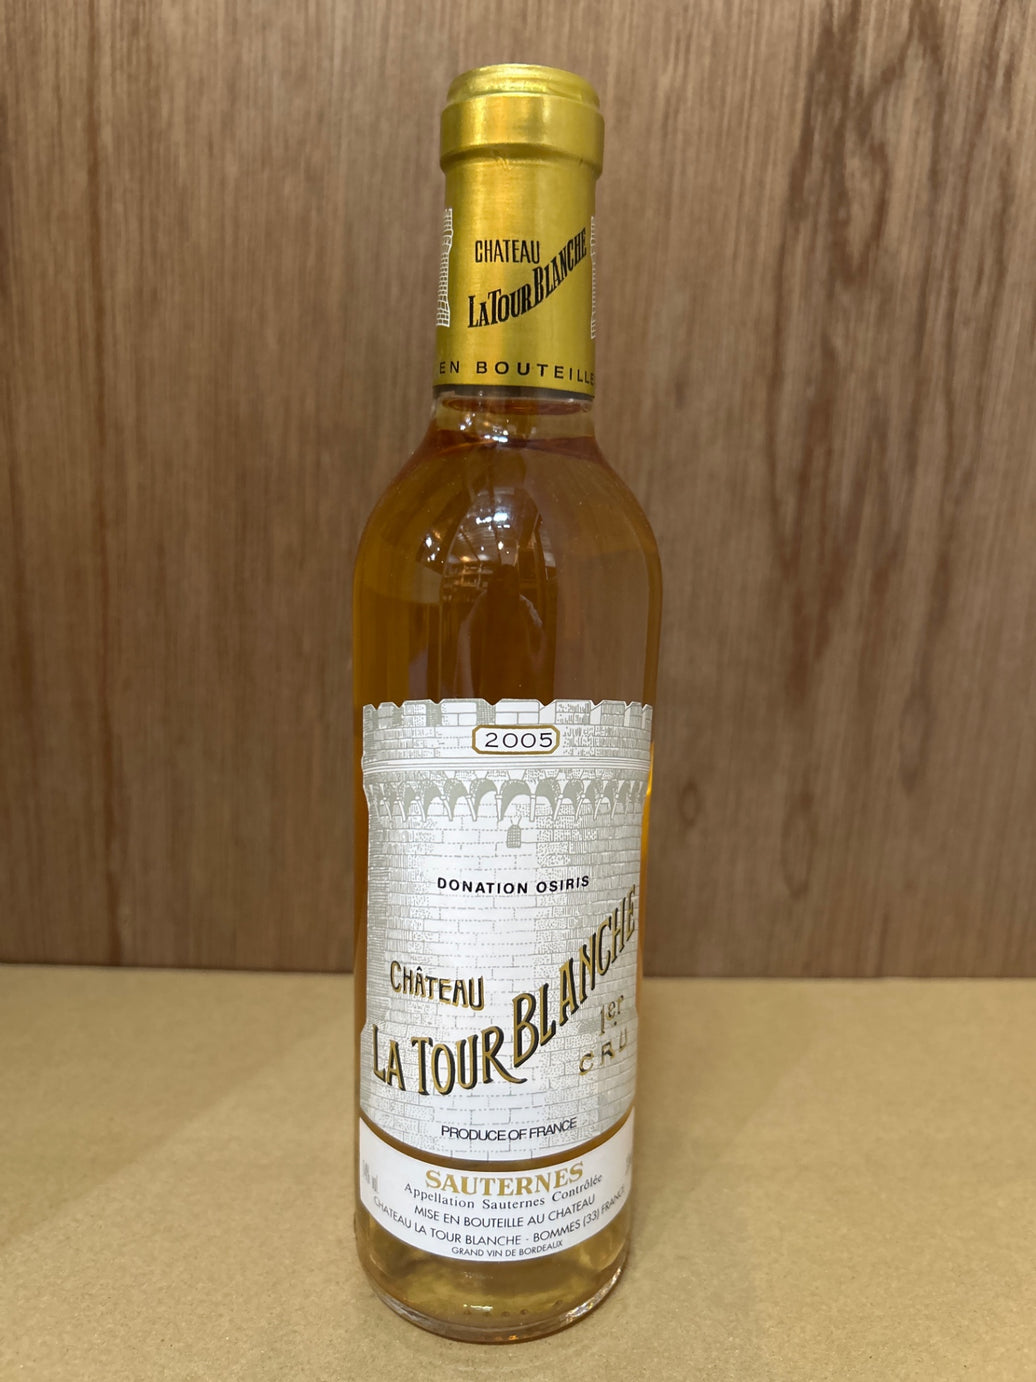 CHATEAU
LA TOUR BLANCHE
EN BOUTEILLE
2005
DONATION OSIRIS
CHÂTEAU
LA TOUR BLANCHE
1er
CRU
PRODUCE OF FRANCE
SAUTERNES
Appellation Sauternes Contrôlée
MISE EN BOUTEILLE AU CHATEAU
CHATEAU LA TOUR BLANCHE - BOMMES (33) FRANCE
GRAND VIN DE BORDEAUX